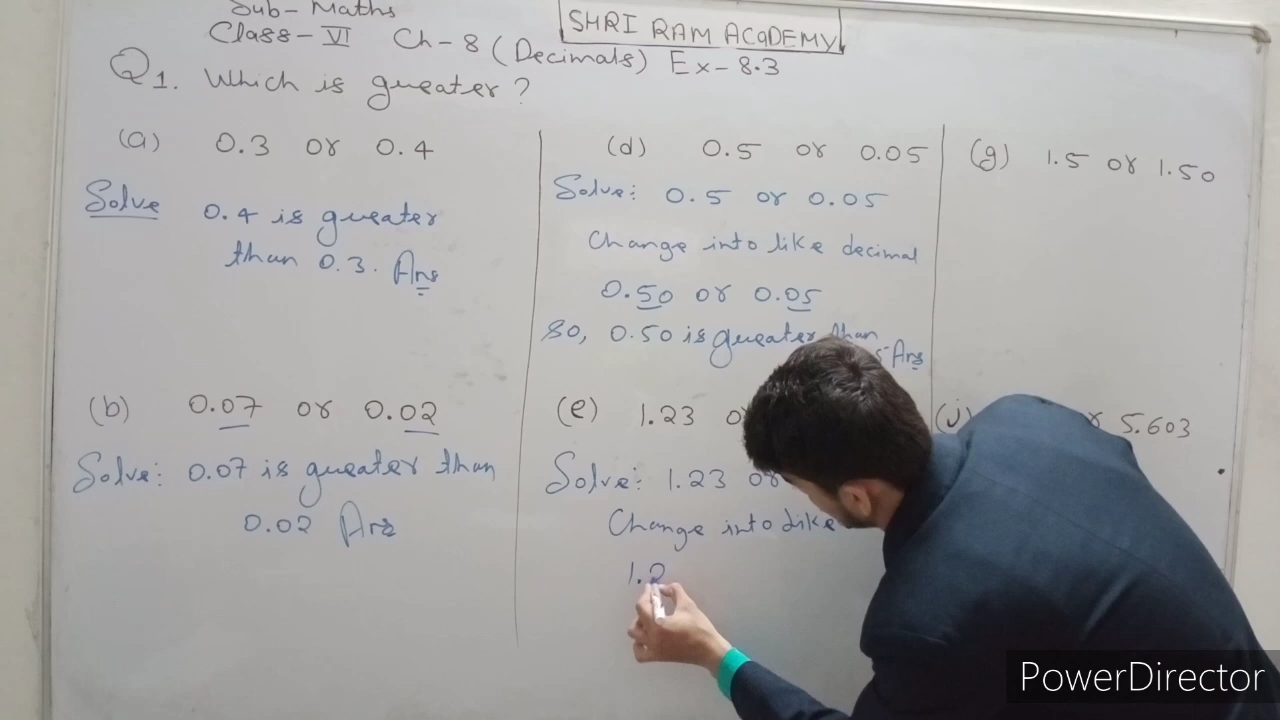 Sub- Maths
SHRI RAM ACADEMY
Class- VI Ch-8 (Decimals) Ex-8.3
Q1. Which is greater?
(a) 0.3 or 0.4
Solve 0.4 is greater
than 0.3. Ans
(b) 0.07 or 0.02
Solve: 0.07 is greater than
0.02 Ans
(d) 0.5 or 0.05
Solve: 0.5 or 0.05
Change into like decimal
0.50 or 0.05
So, 0.50 is greater than
5 Ans
(e) 1.23
Solve: 1.23 or
Change into like
1.2
(g) 1.5 or 1.50
(j) 5.603
PowerDirector